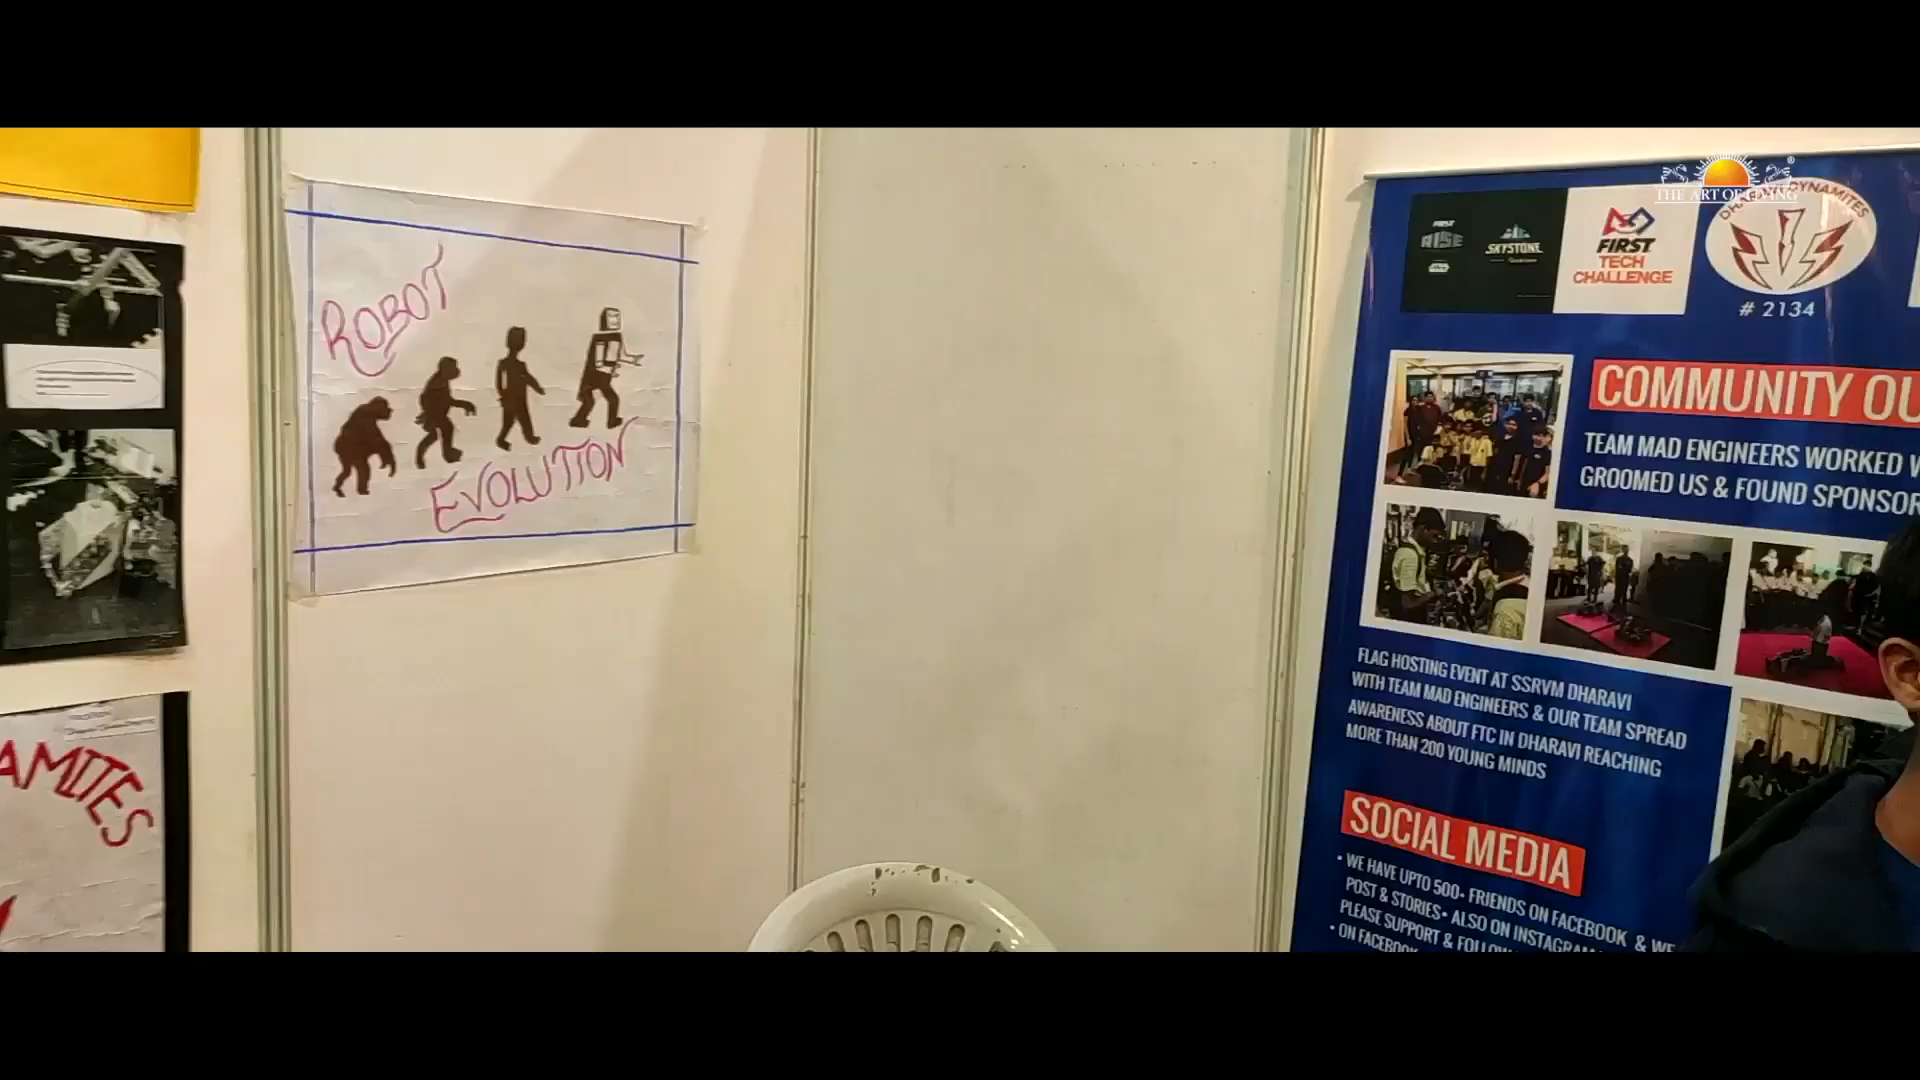 ROBOT
EVOLUTION
AMITES
THE ART OF LIVING
FIRST
RISE
SKYSTONE
FIRST
TECH
CHALLENGE
DYNAMITES
# 2134
COMMUNITY OU
TEAM MAD ENGINEERS WORKED W
GROOMED US & FOUND SPONSOR
FLAG HOSTING EVENT AT SSRVM DHARAVI
WITH TEAM MAD ENGINEERS & OUR TEAM SPREAD
AWARENESS ABOUT FTC IN DHARAVI REACHING
MORE THAN 200 YOUNG MINDS
SOCIAL MEDIA
• WE HAVE UPTO 500+ FRIENDS ON FACEBOOK & WE
POST & STORIES• ALSO ON INSTAGRAM
PLEASE SUPPORT & FOLLOW
• ON FACEBOOK